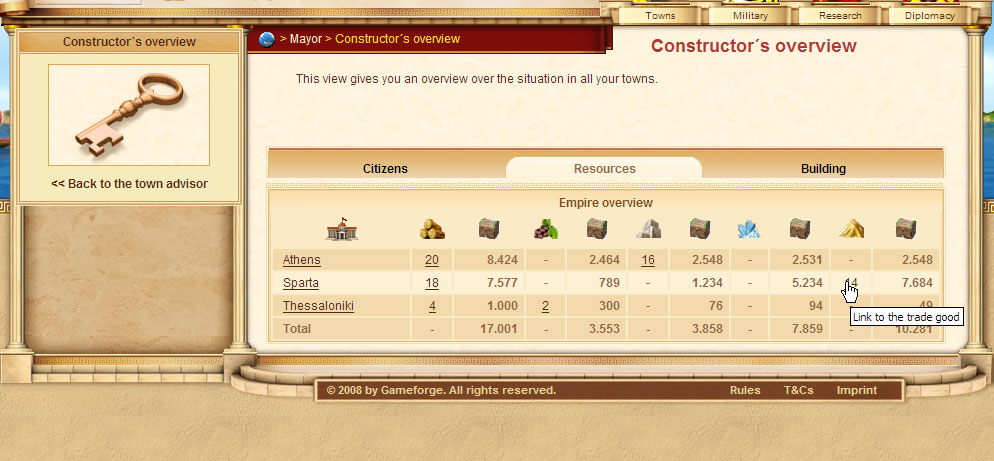 Towns Military Research Diplomacy
Constructor´s overview
<< Back to the town advisor
> Mayor > Constructor´s overview
Constructor´s overview
This view gives you an overview over the situation in all your towns.
Citizens Resources Building
Empire overview
Athens 20 8.424 - 2.464 16 2.548 - 2.531 - 2.548
Sparta 18 7.577 - 789 - 1.234 - 5.234 14 7.684
Thessaloniki 4 1.000 2 300 - 76 - 94 49
Link to the trade good
Total - 17.001 - 3.553 - 3.858 - 7.859 - 10.281
© 2008 by Gameforge. All rights reserved. Rules T&Cs Imprint